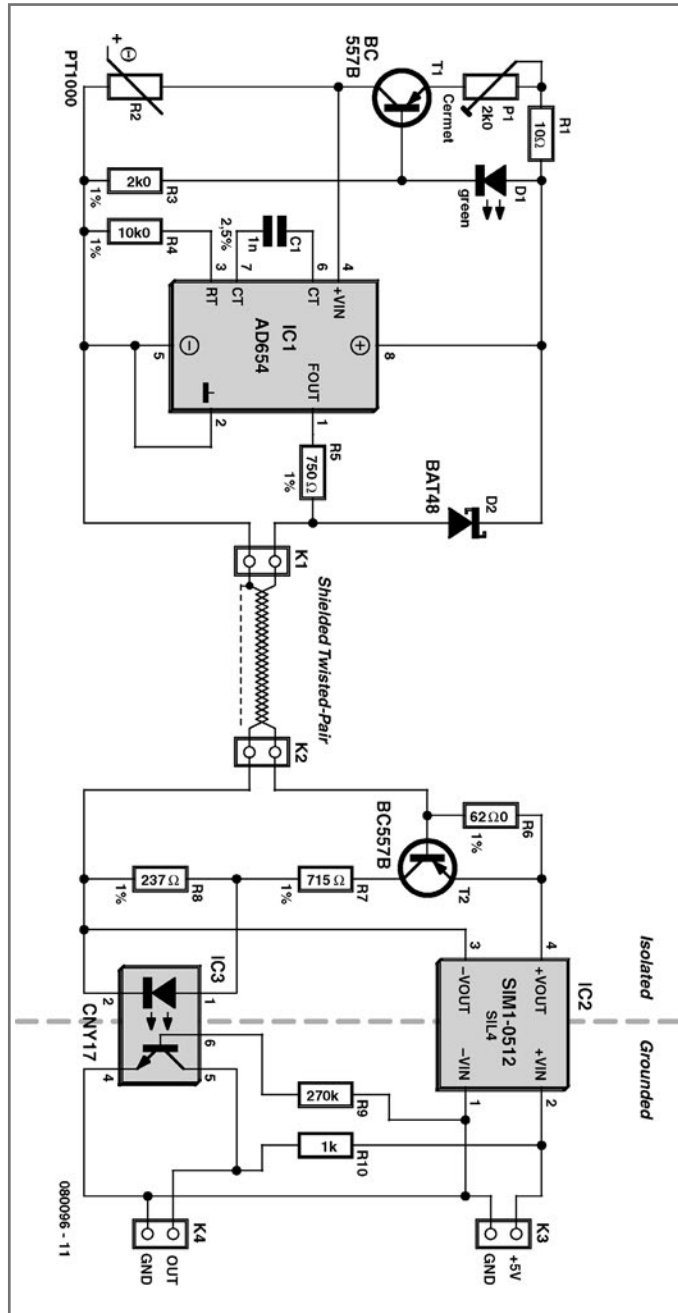 R1
10Ω
P1
2k0
Cermet
T1
BC
557B
D1
green
R2
PT1000
+
R3
2k0
1%
R4
10k0
1%
C1
1n
2,5%
3
7
6
4
RT
CT
CT
+VIN
IC1
AD654
FOUT
5
8
2
1
R5
750Ω
1%
D2
BAT48
K1
Shielded Twisted-Pair
K2
R6
62Ω0
1%
T2
BC557B
R7
715Ω
1%
R8
237Ω
1%
Isolated
Grounded
IC2
SIM1-0512
SIL4
4
3
+VOUT
–VOUT
+VIN
–VIN
2
1
IC3
CNY17
1
2
6
5
4
R9
270k
R10
1k
K3
+5V
GND
K4
OUT
GND
080096 - 11